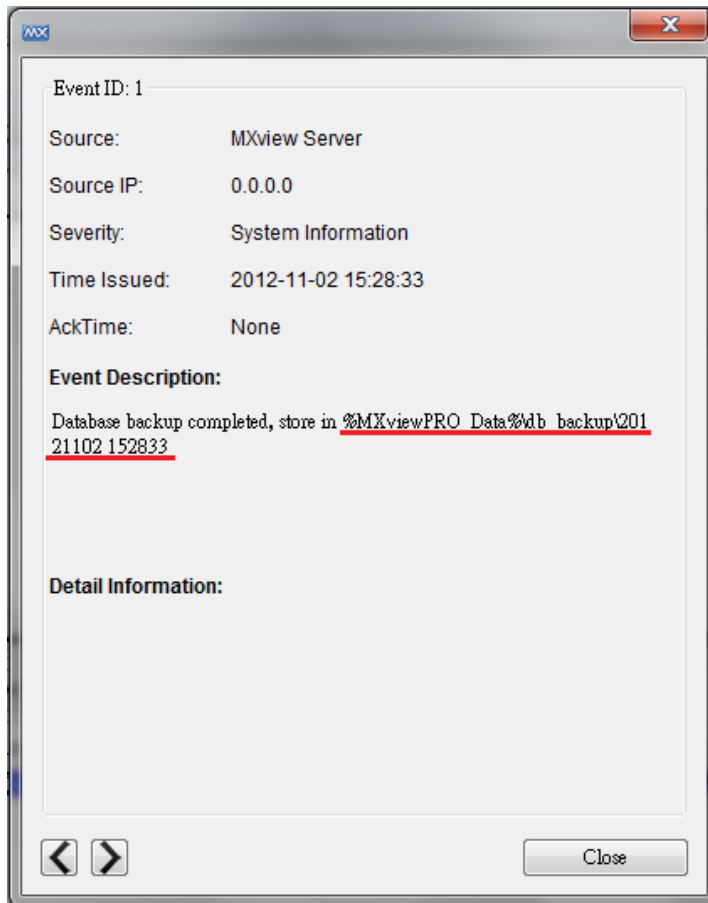 MX
Event ID: 1
Source: MXview Server
Source IP: 0.0.0.0
Severity: System Information
Time Issued: 2012-11-02 15:28:33
AckTime: None
Event Description:
Database backup completed, store in %MXviewPRO_Data%\db_backup\201
21102 152833
Detail Information:
Close